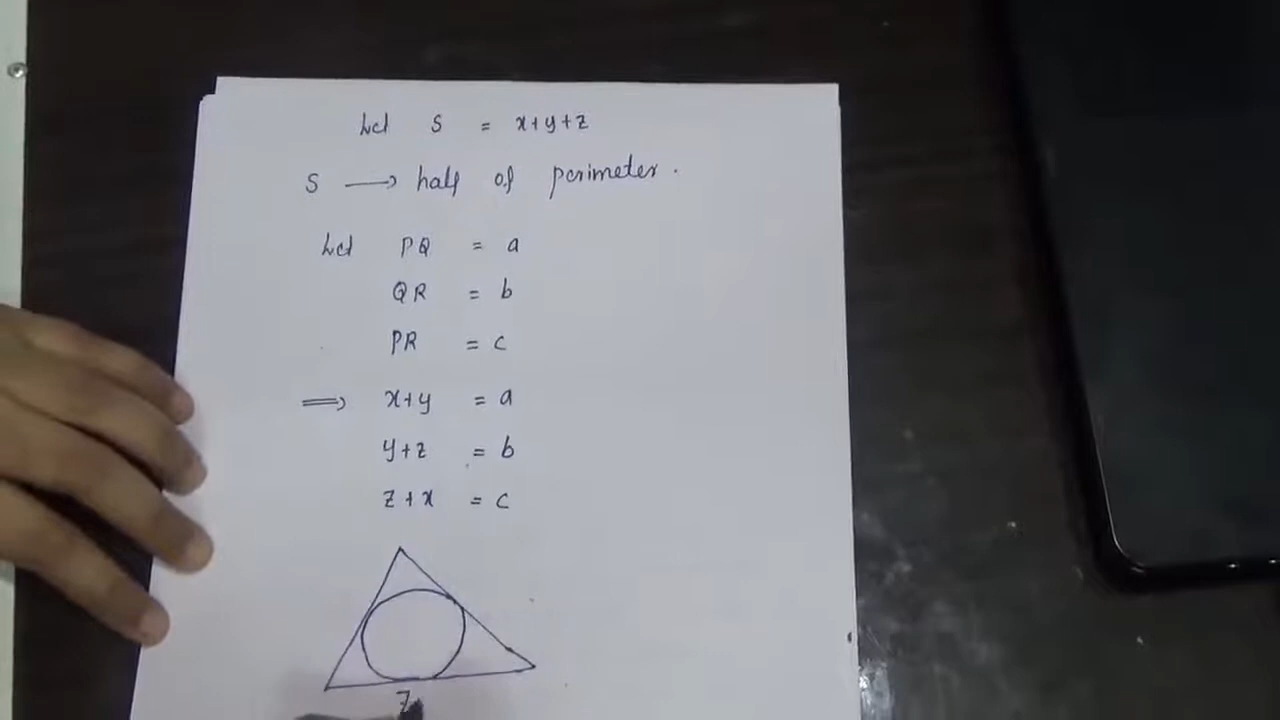 Let S = x+y+z
S → half of perimeter.
Let PQ = a
QR = b
PR = c
⟹ x+y = a
y+z = b
z+x = c
z